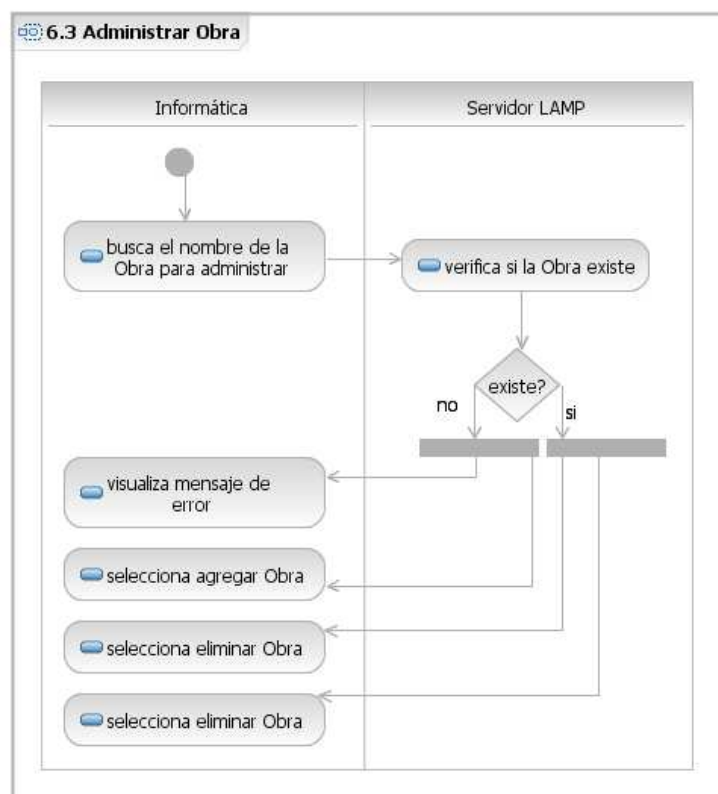 6.3 Administrar Obra
Informática
Servidor LAMP
busca el nombre de la
Obra para administrar
verifica si la Obra existe
existe?
no
si
visualiza mensaje de
error
selecciona agregar Obra
selecciona eliminar Obra
selecciona eliminar Obra